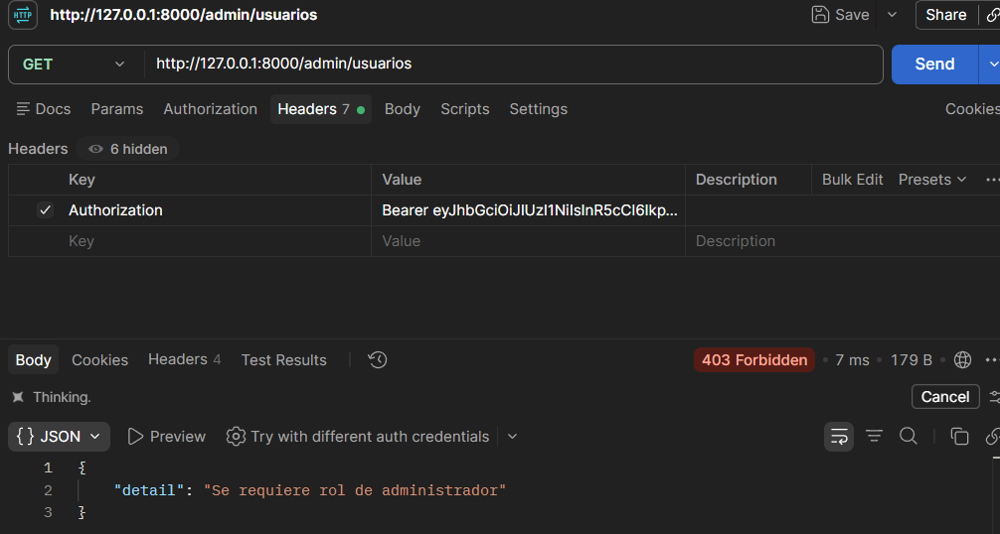 HTTP http://127.0.0.1:8000/admin/usuarios Save Share
GET http://127.0.0.1:8000/admin/usuarios Send
Docs Params Authorization Headers 7 Body Scripts Settings Cookies
Headers 6 hidden
Key Value Description Bulk Edit Presets
Authorization Bearer eyJhbGciOiJIUzI1NiIsInR5cCI6Ikp...
Key Value Description
Body Cookies Headers 4 Test Results 403 Forbidden 7 ms 179 B
Thinking. Cancel
{} JSON Preview Try with different auth credentials
1 {
2 "detail": "Se requiere rol de administrador"
3 }